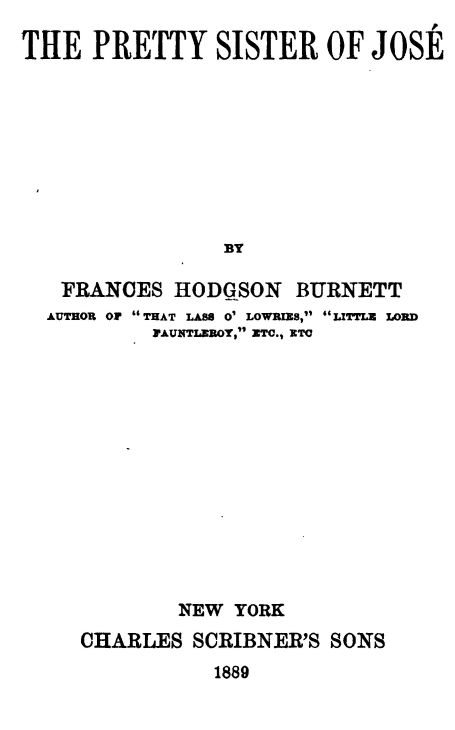 THE PRETTY SISTER OF JOSÉ
BY
FRANCES HODGSON BURNETT
AUTHOR OF "THAT LASS O' LOWRIES," "LITTLE LORD
FAUNTLEROY," ETC., ETC
NEW YORK
CHARLES SCRIBNER'S SONS
1889